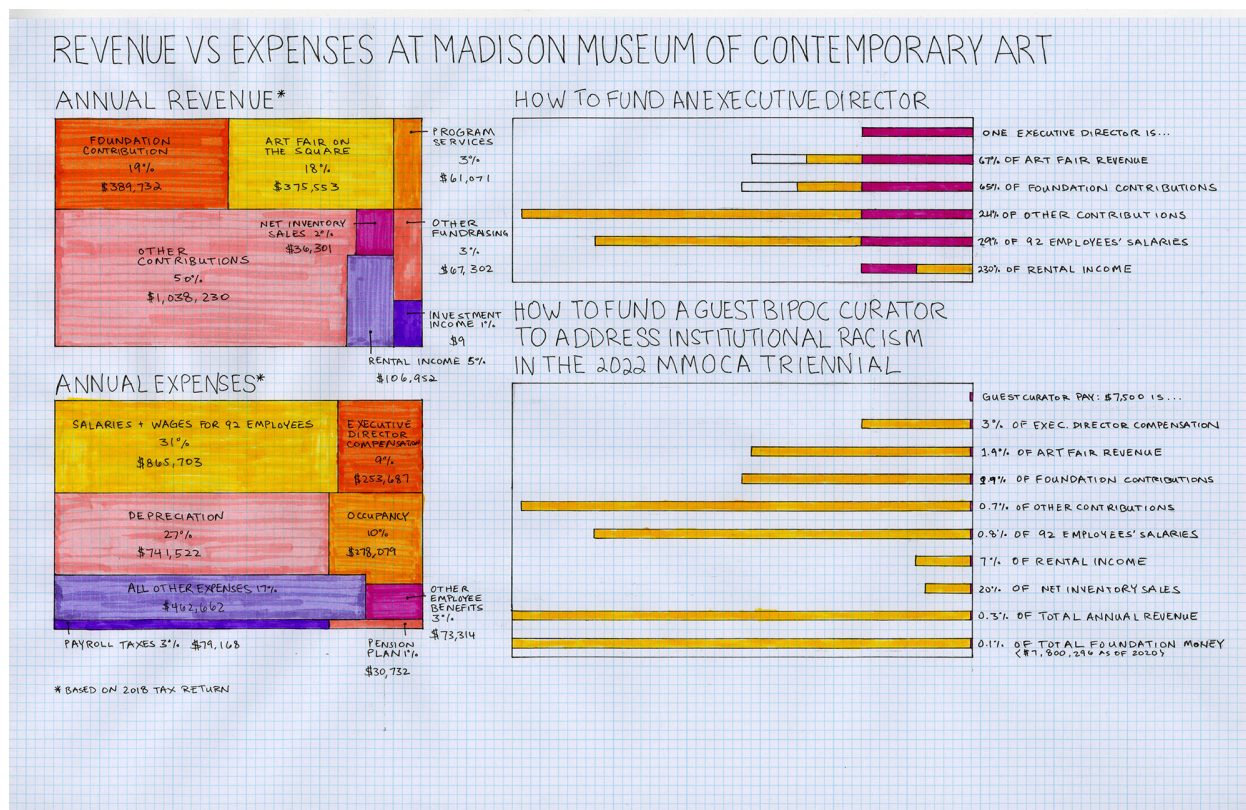 REVENUE VS EXPENSES AT MADISON MUSEUM OF CONTEMPORARY ART
ANNUAL REVENUE*
FOUNDATION
CONTRIBUTION
19%
$389,732
ART FAIR ON
THE SQUARE
18%
$375,553
PROGRAM
SERVICES
3%
$61,071
NET INVENTORY
SALES 2%
$36,301
OTHER
CONTRIBUTIONS
50%
$1,038,230
OTHER
FUNDRAISING
3%
$67,302
INVESTMENT
INCOME 1%
$9
RENTAL INCOME 5%
$106,952
ANNUAL EXPENSES*
SALARIES + WAGES FOR 92 EMPLOYEES
31%
$865,703
EXECUTIVE
DIRECTOR
COMPENSATION
9%
$253,687
DEPRECIATION
27%
$741,522
OCCUPANCY
10%
$278,079
ALL OTHER EXPENSES 17%
$462,662
OTHER
EMPLOYEE
BENEFITS
3%
$73,314
PAYROLL TAXES 3% $79,168
PENSION
PLAN 1%
$30,732
*BASED ON 2018 TAX RETURN
HOW TO FUND AN EXECUTIVE DIRECTOR
ONE EXECUTIVE DIRECTOR IS...
67% OF ART FAIR REVENUE
65% OF FOUNDATION CONTRIBUTIONS
24% OF OTHER CONTRIBUTIONS
29% OF 92 EMPLOYEES' SALARIES
230% OF RENTAL INCOME
HOW TO FUND A GUEST BIPOC CURATOR
TO ADDRESS INSTITUTIONAL RACISM
IN THE 2022 MMOCA TRIENNIAL
GUEST CURATOR PAY: $7,500 IS...
3% OF EXEC. DIRECTOR COMPENSATION
1.9% OF ART FAIR REVENUE
OF FOUNDATION CONTRIBUTIONS
0.7% OF OTHER CONTRIBUTIONS
0.8% OF 92 EMPLOYEES' SALARIES
7% OF RENTAL INCOME
20% OF NET INVENTORY SALES
0.3% OF TOTAL ANNUAL REVENUE
0.1% OF TOTAL FOUNDATION MONEY
AS OF 2020)